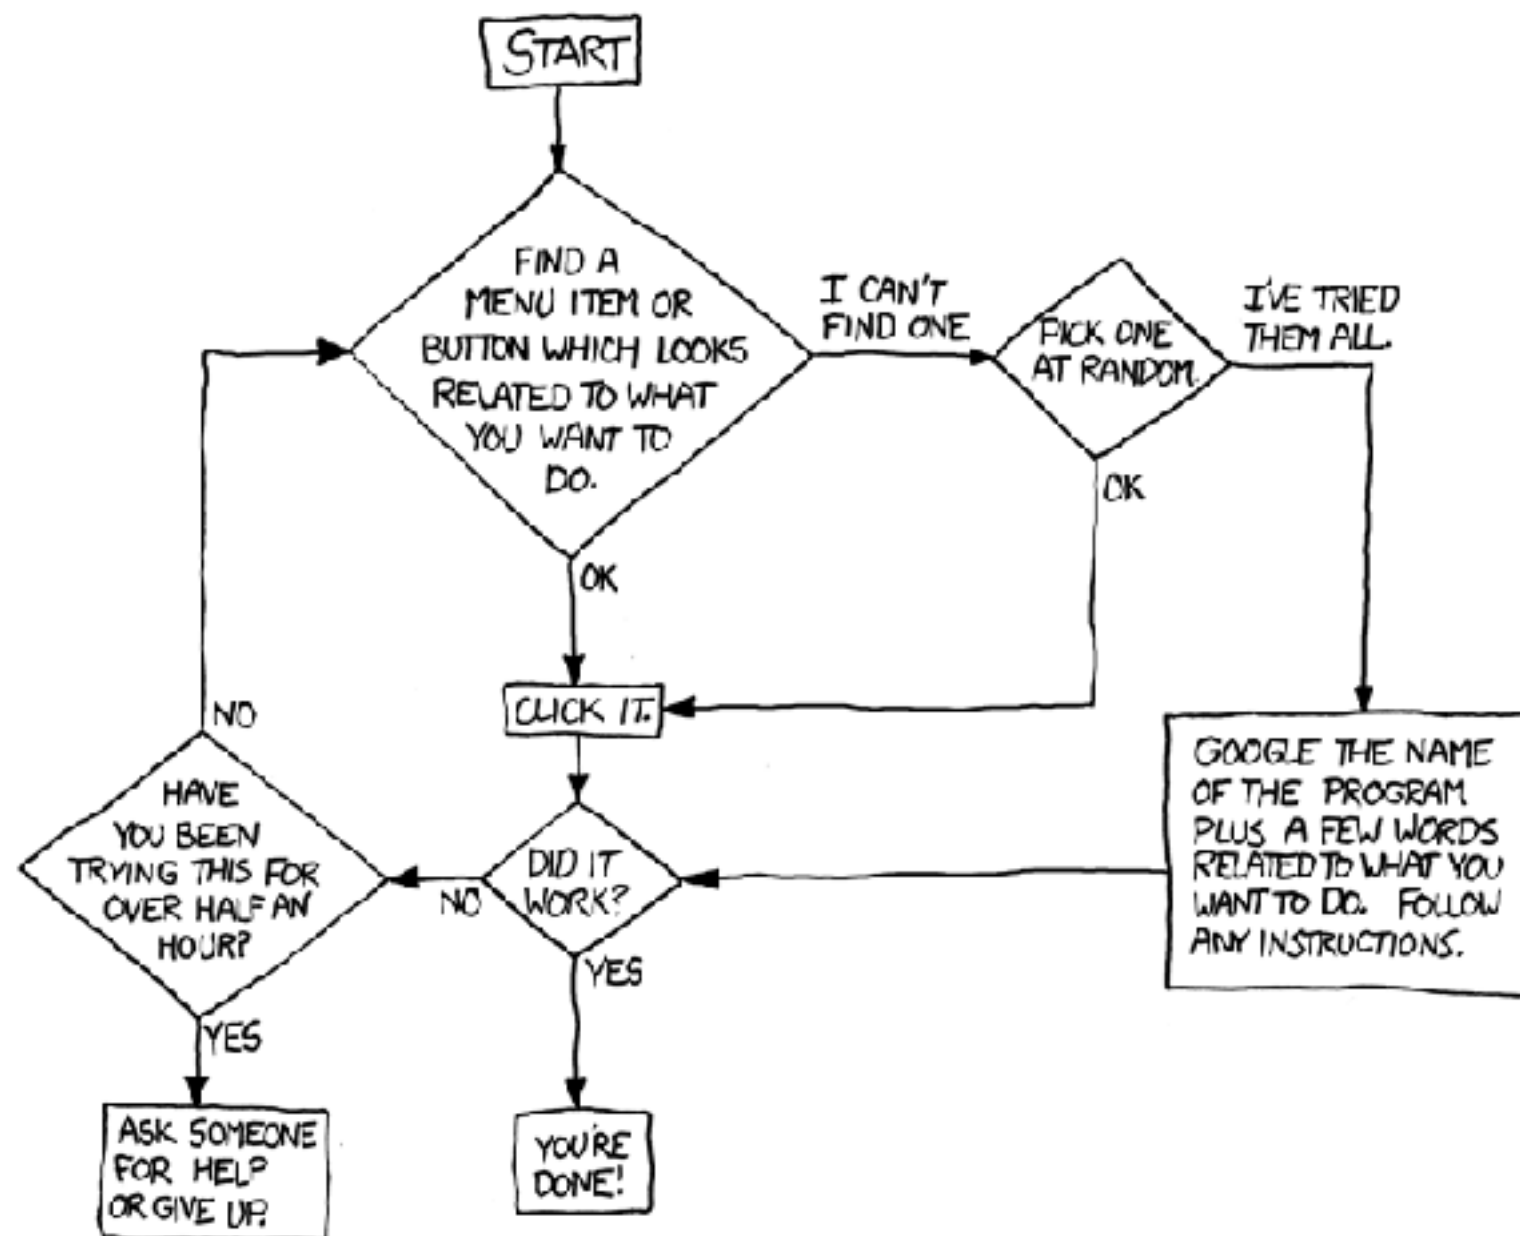 START
FIND A
MENU ITEM OR
BUTTON WHICH LOOKS
RELATED TO WHAT
YOU WANT TO
DO.
I CAN'T
FIND ONE
PICK ONE
AT RANDOM.
I'VE TRIED
THEM ALL.
OK
OK
CLICK IT.
NO
HAVE
YOU BEEN
TRYING THIS FOR
OVER HALF AN
HOUR?
NO
DID IT
WORK?
GOOGLE THE NAME
OF THE PROGRAM
PLUS A FEW WORDS
RELATED TO WHAT YOU
WANT TO DO. FOLLOW
ANY INSTRUCTIONS.
YES
YES
ASK SOMEONE
FOR HELP
OR GIVE UP.
YOU'RE
DONE!